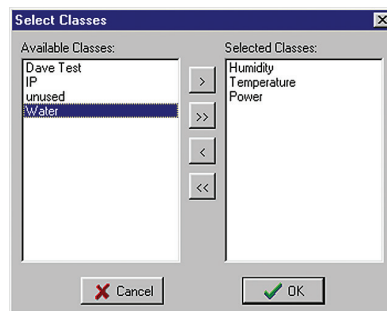 Select Classes
Available Classes:
Dave Test
IP
unused
Water
>
>>
<
<<
Selected Classes:
Humidity
Temperature
Power
Cancel
OK